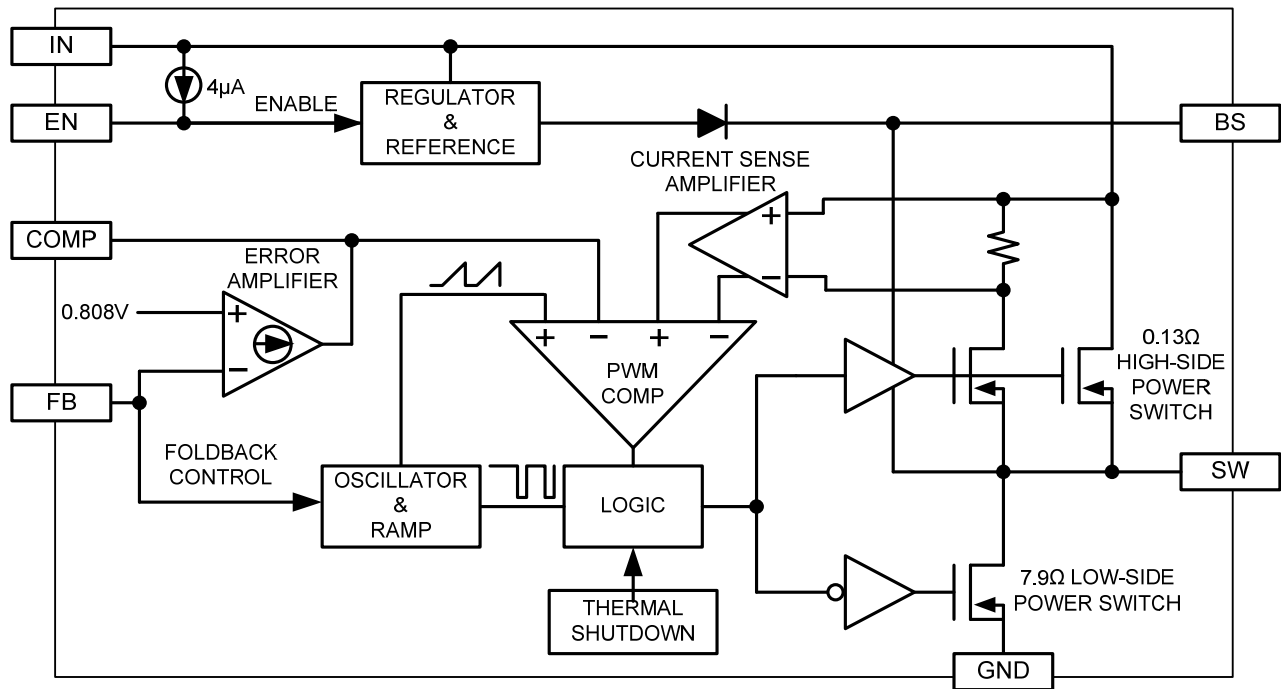 IN
4µA
EN
ENABLE
REGULATOR
&
REFERENCE
BS
CURRENT SENSE
AMPLIFIER
+
−
COMP
ERROR
AMPLIFIER
0.808V
+
−
+
−
+
−
PWM
COMP
0.13Ω
HIGH-SIDE
POWER
SWITCH
FB
FOLDBACK
CONTROL
OSCILLATOR
&
RAMP
LOGIC
SW
THERMAL
SHUTDOWN
7.9Ω LOW-SIDE
POWER SWITCH
GND